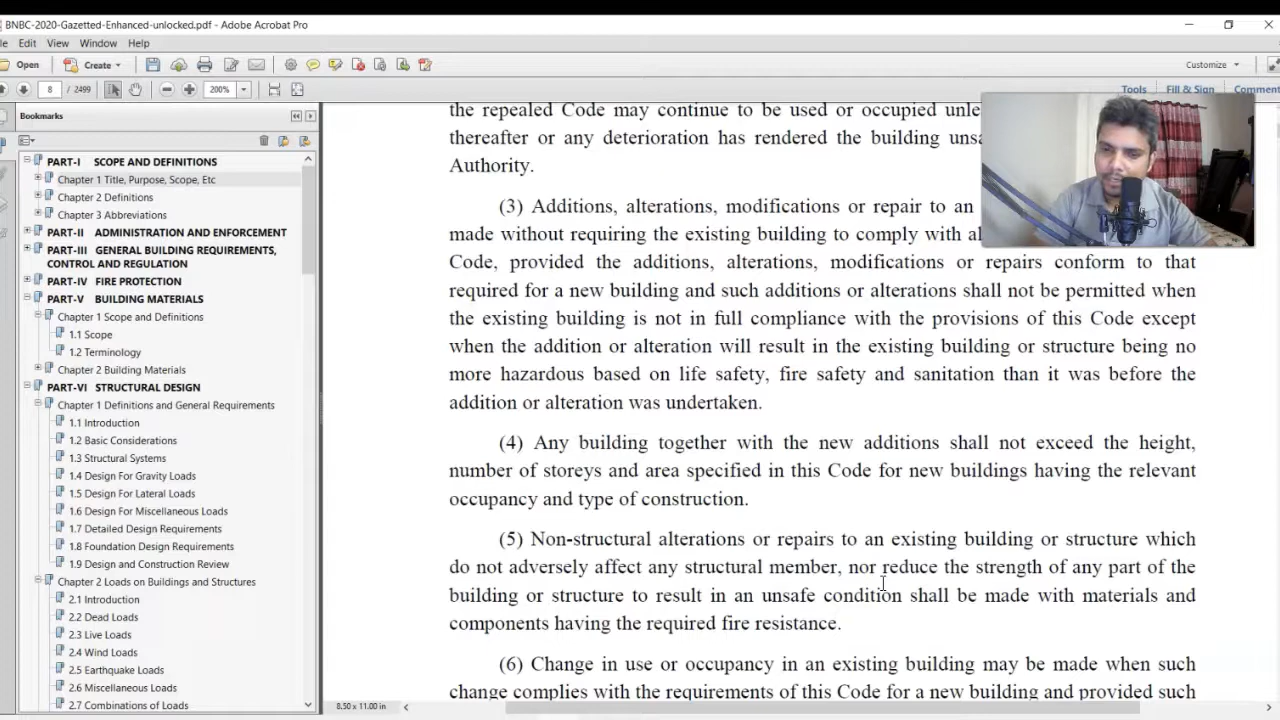 BNBC-2020-Gazetted-Enhanced-unlocked.pdf - Adobe Acrobat Pro
Edit View Window Help
Open Create Customize
8 / 2499 200% Tools Fill & Sign Comment
Bookmarks
PART-I SCOPE AND DEFINITIONS
Chapter 1 Title, Purpose, Scope, Etc
Chapter 2 Definitions
Chapter 3 Abbreviations
PART-II ADMINISTRATION AND ENFORCEMENT
PART-III GENERAL BUILDING REQUIREMENTS,
CONTROL AND REGULATION
PART-IV FIRE PROTECTION
PART-V BUILDING MATERIALS
Chapter 1 Scope and Definitions
1.1 Scope
1.2 Terminology
Chapter 2 Building Materials
PART-VI STRUCTURAL DESIGN
Chapter 1 Definitions and General Requirements
1.1 Introduction
1.2 Basic Considerations
1.3 Structural Systems
1.4 Design For Gravity Loads
1.5 Design For Lateral Loads
1.6 Design For Miscellaneous Loads
1.7 Detailed Design Requirements
1.8 Foundation Design Requirements
1.9 Design and Construction Review
Chapter 2 Loads on Buildings and Structures
2.1 Introduction
2.2 Dead Loads
2.3 Live Loads
2.4 Wind Loads
2.5 Earthquake Loads
2.6 Miscellaneous Loads
2.7 Combinations of Loads
the repealed Code may continue to be used or occupied
thereafter or any deterioration has rendered the building
Authority.
(3) Additions, alterations, modifications or repair to an
made without requiring the existing building to comply with
Code, provided the additions, alterations, modifications or repairs conform to that
required for a new building and such additions or alterations shall not be permitted when
the existing building is not in full compliance with the provisions of this Code except
when the addition or alteration will result in the existing building or structure being no
more hazardous based on life safety, fire safety and sanitation than it was before the
addition or alteration was undertaken.
(4) Any building together with the new additions shall not exceed the height,
number of storeys and area specified in this Code for new buildings having the relevant
occupancy and type of construction.
(5) Non-structural alterations or repairs to an existing building or structure which
do not adversely affect any structural member, nor reduce the strength of any part of the
building or structure to result in an unsafe condition shall be made with materials and
components having the required fire resistance.
(6) Change in use or occupancy in an existing building may be made when such
change complies with the requirements of this Code for a new building and provided such
8.50 x 11.00 in